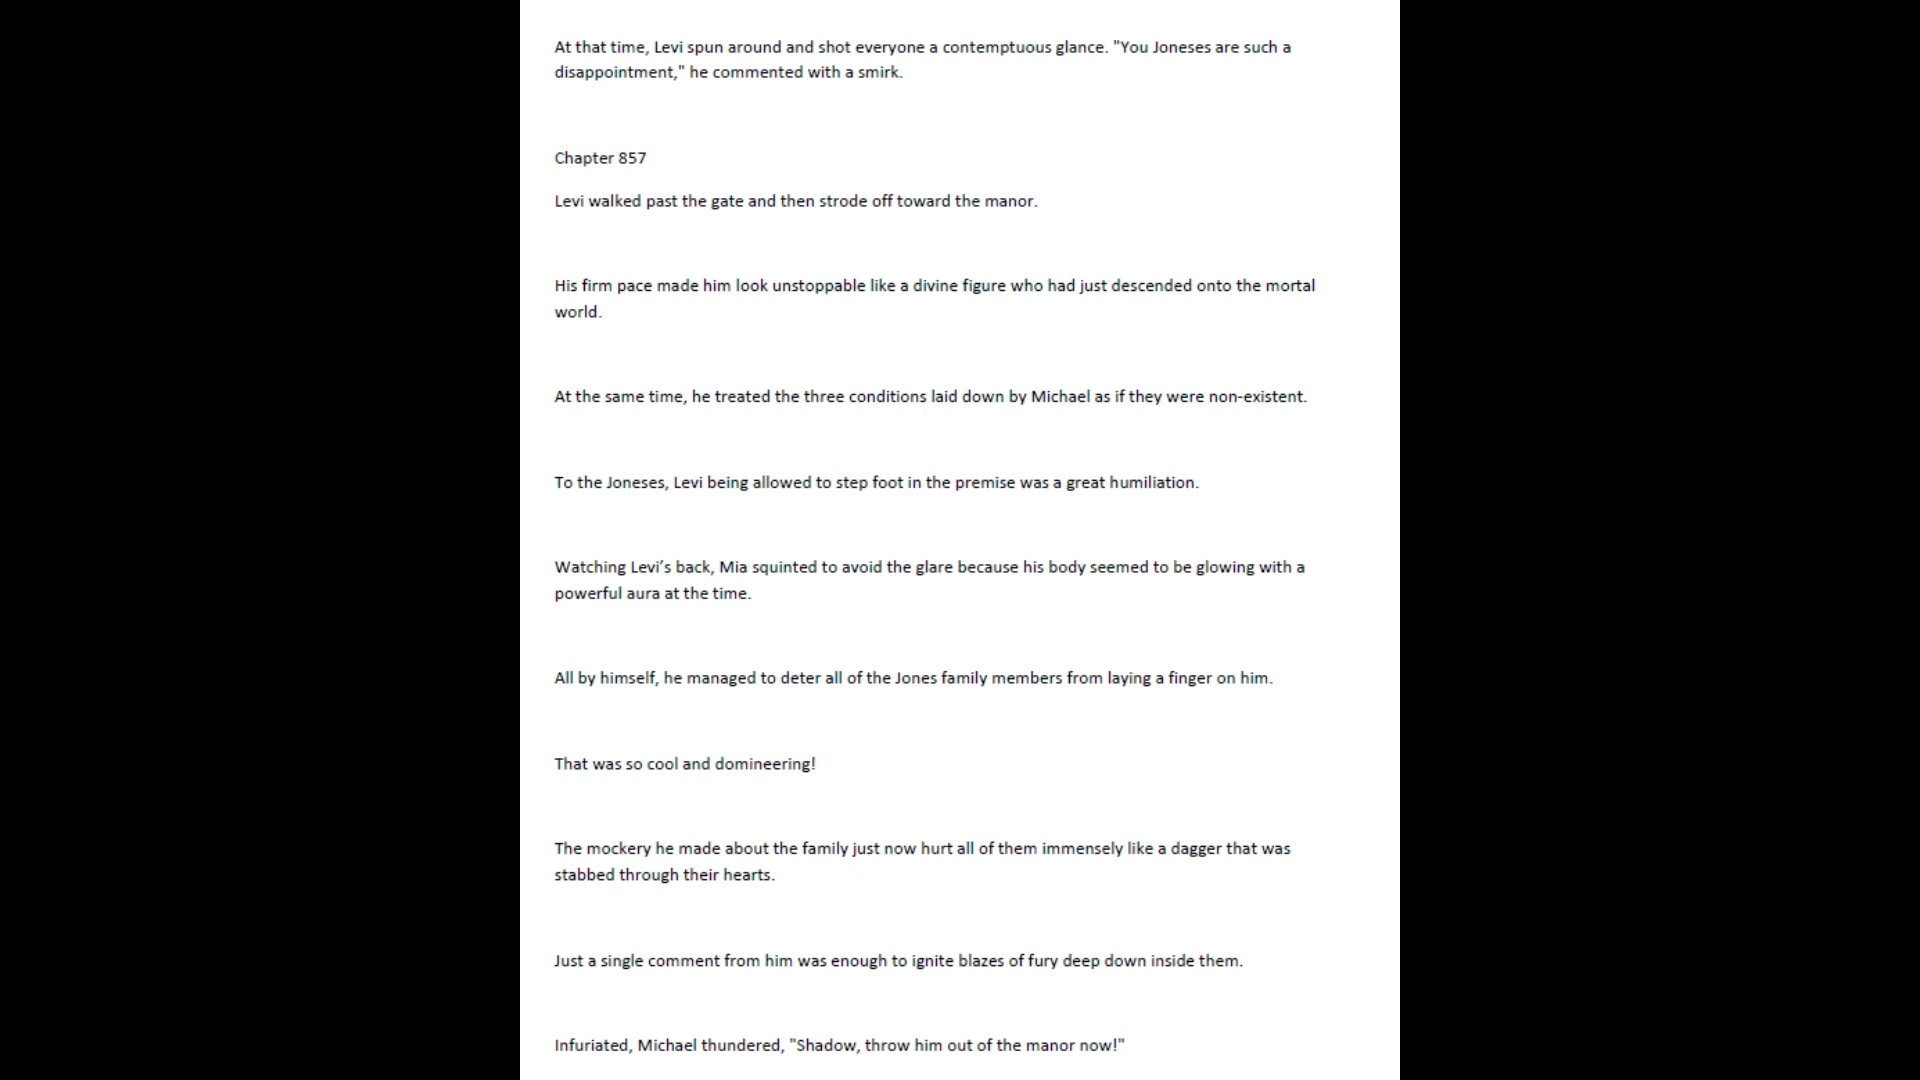 At that time, Levi spun around and shot everyone a contemptuous glance. "You Joneses are such a
disappointment," he commented with a smirk.
Chapter 857
Levi walked past the gate and then strode off toward the manor.
His firm pace made him look unstoppable like a divine figure who had just descended onto the mortal
world.
At the same time, he treated the three conditions laid down by Michael as if they were non-existent.
To the Joneses, Levi being allowed to step foot in the premise was a great humiliation.
Watching Levi’s back, Mia squinted to avoid the glare because his body seemed to be glowing with a
powerful aura at the time.
All by himself, he managed to deter all of the Jones family members from laying a finger on him.
That was so cool and domineering!
The mockery he made about the family just now hurt all of them immensely like a dagger that was
stabbed through their hearts.
Just a single comment from him was enough to ignite blazes of fury deep down inside them.
Infuriated, Michael thundered, "Shadow, throw him out of the manor now!"